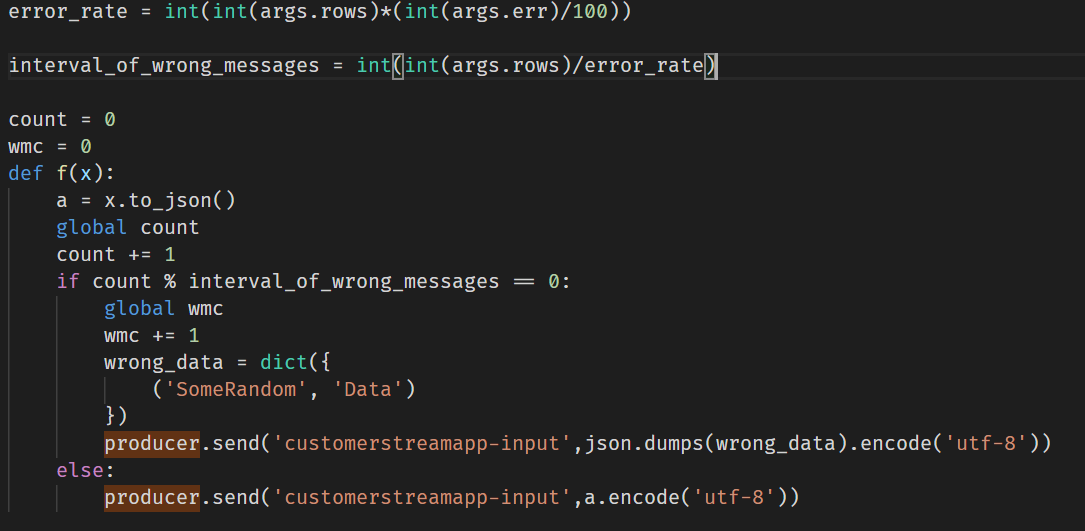 error_rate = int(int(args.rows)*(int(args.err)/100))
interval_of_wrong_messages = int(int(args.rows)/error_rate)
count = 0
wmc = 0
def f(x):
    a = x.to_json()
    global count
    count += 1
    if count % interval_of_wrong_messages == 0:
        global wmc
        wmc += 1
        wrong_data = dict({
            ('SomeRandom', 'Data')
        })
        producer.send('customerstreamapp-input',json.dumps(wrong_data).encode('utf-8'))
    else:
        producer.send('customerstreamapp-input',a.encode('utf-8'))